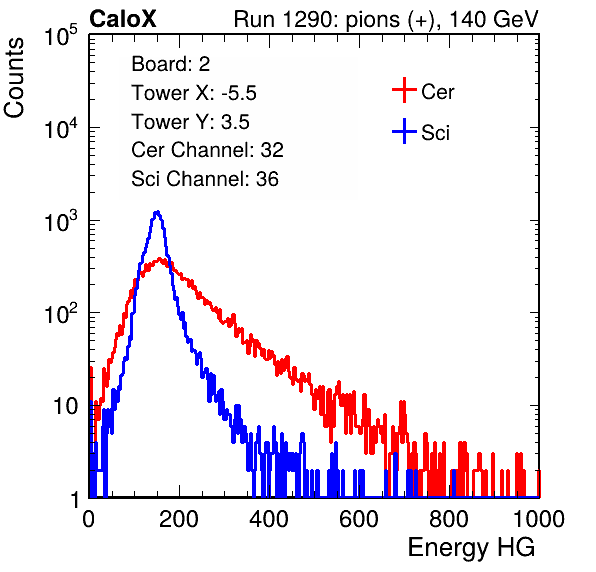 CaloX Run 1290: pions (+), 140 GeV
Counts
10^5
10^4
10^3
10^2
10
1
Board: 2
Tower X: -5.5
Tower Y: 3.5
Cer Channel: 32
Sci Channel: 36
Cer
Sci
0 200 400 600 800 1000
Energy HG